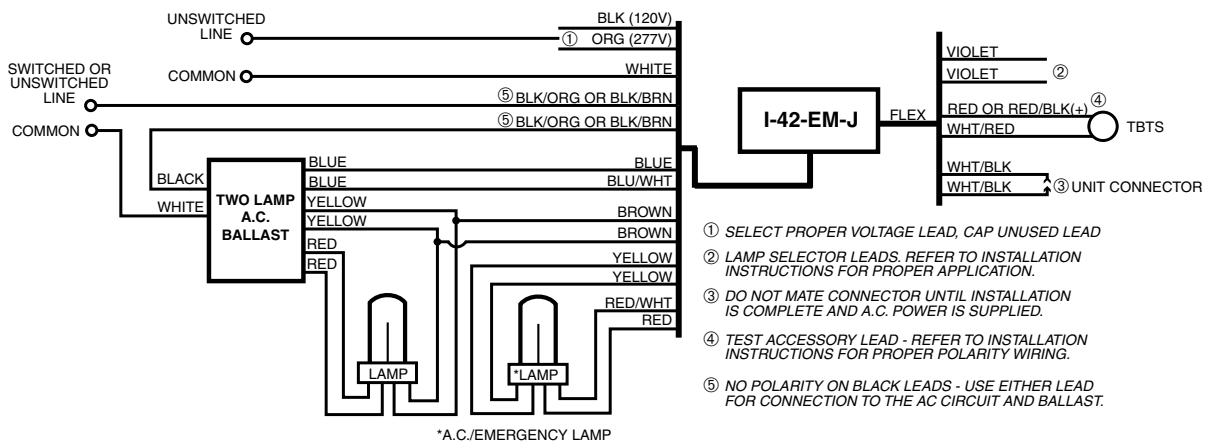 UNSWITCHED
LINE
BLK (120V)
① ORG (277V)
COMMON
WHITE
SWITCHED OR
UNSWITCHED
LINE
⑤ BLK/ORG OR BLK/BRN
COMMON
⑤ BLK/ORG OR BLK/BRN
BLACK
WHITE
TWO LAMP
A.C.
BALLAST
BLUE
BLUE
YELLOW
YELLOW
RED
RED
BLUE
BLU/WHT
BROWN
BROWN
YELLOW
YELLOW
RED/WHT
RED
LAMP
*LAMP
*A.C./EMERGENCY LAMP
I-42-EM-J
FLEX
VIOLET
VIOLET
②
RED OR RED/BLK(+)
④
WHT/RED
TBTS
WHT/BLK
WHT/BLK
③ UNIT CONNECTOR
① SELECT PROPER VOLTAGE LEAD, CAP UNUSED LEAD
② LAMP SELECTOR LEADS. REFER TO INSTALLATION
INSTRUCTIONS FOR PROPER APPLICATION.
③ DO NOT MATE CONNECTOR UNTIL INSTALLATION
IS COMPLETE AND A.C. POWER IS SUPPLIED.
④ TEST ACCESSORY LEAD - REFER TO INSTALLATION
INSTRUCTIONS FOR PROPER POLARITY WIRING.
⑤ NO POLARITY ON BLACK LEADS - USE EITHER LEAD
FOR CONNECTION TO THE AC CIRCUIT AND BALLAST.